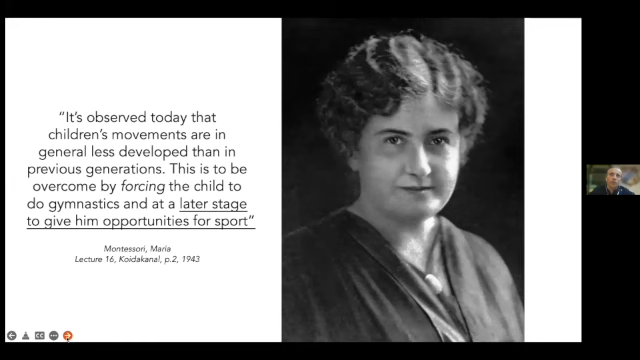 “It’s observed today that
children’s movements are in
general less developed than in
previous generations. This is to be
overcome by forcing the child to
do gymnastics and at a later stage
to give him opportunities for sport“
Montessori, Maria
Lecture 16, Koidakanal, p.2, 1943
CC